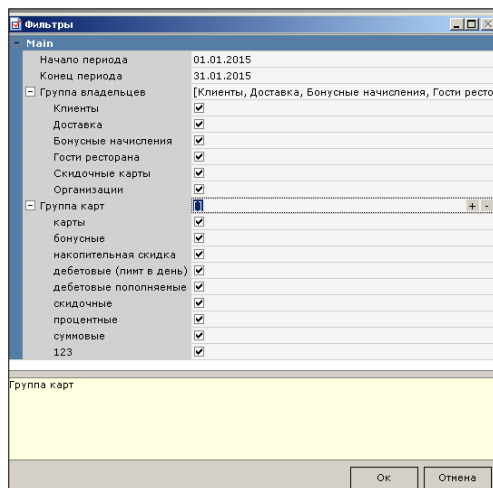 Фильтры
Main
Начало периода 01.01.2015
Конец периода 31.01.2015
Группа владельцев [Клиенты, Доставка, Бонусные начисления, Гости ресто
Клиенты
Доставка
Бонусные начисления
Гости ресторана
Скидочные карты
Организации
Группа карт [] + -
карты
бонусные
накопительная скидка
дебетовые (лимт в день)
дебетовые пополняемые
скидочные
процентные
суммовые
123
Группа карт
Ок Отмена